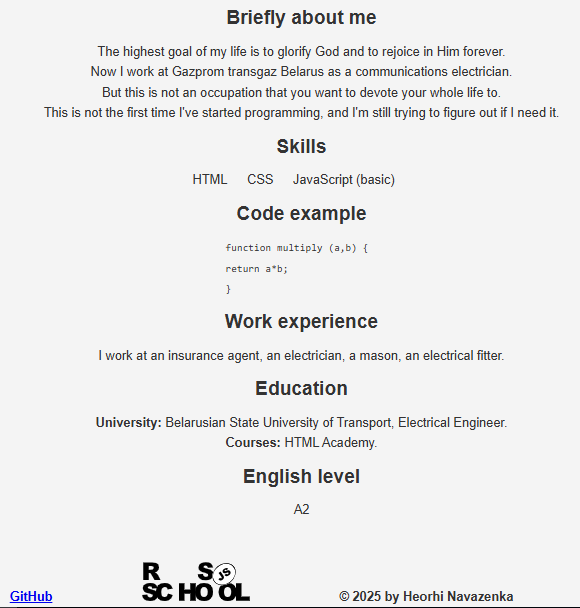 Briefly about me
The highest goal of my life is to glorify God and to rejoice in Him forever.
Now I work at Gazprom transgaz Belarus as a communications electrician.
But this is not an occupation that you want to devote your whole life to.
This is not the first time I've started programming, and I'm still trying to figure out if I need it.
Skills
HTML CSS JavaScript (basic)
Code example
function multiply (a,b) {
return a*b;
}
Work experience
I work at an insurance agent, an electrician, a mason, an electrical fitter.
Education
University: Belarusian State University of Transport, Electrical Engineer.
Courses: HTML Academy.
English level
A2
R S JS
SCHOOL
GitHub © 2025 by Heorhi Navazenka